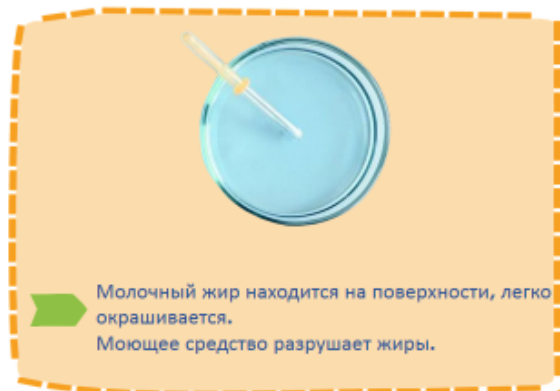 Молочный жир находится на поверхности, легко
окрашивается.
Моющее средство разрушает жиры.